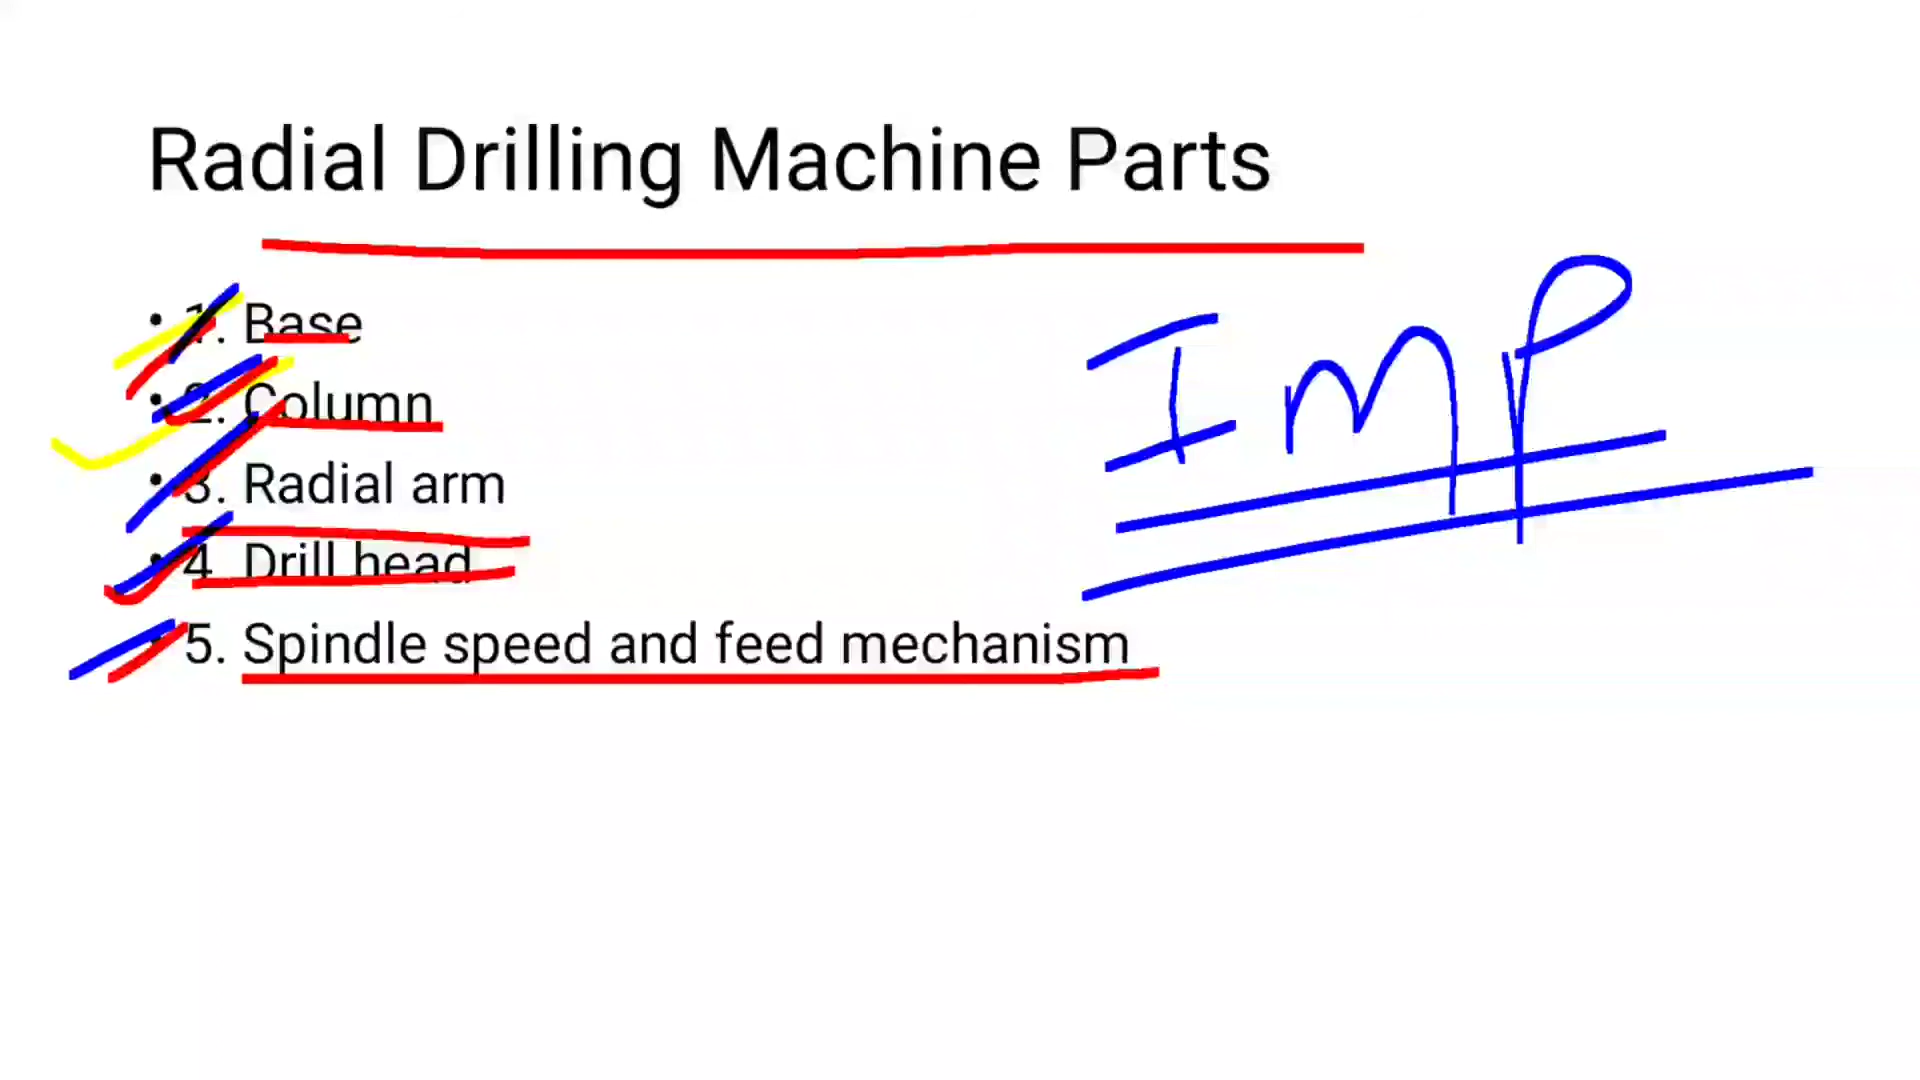 Radial Drilling Machine Parts
• 1. Base
• 2. Column
• 3. Radial arm
• 4. Drill head
• 5. Spindle speed and feed mechanism
IMP